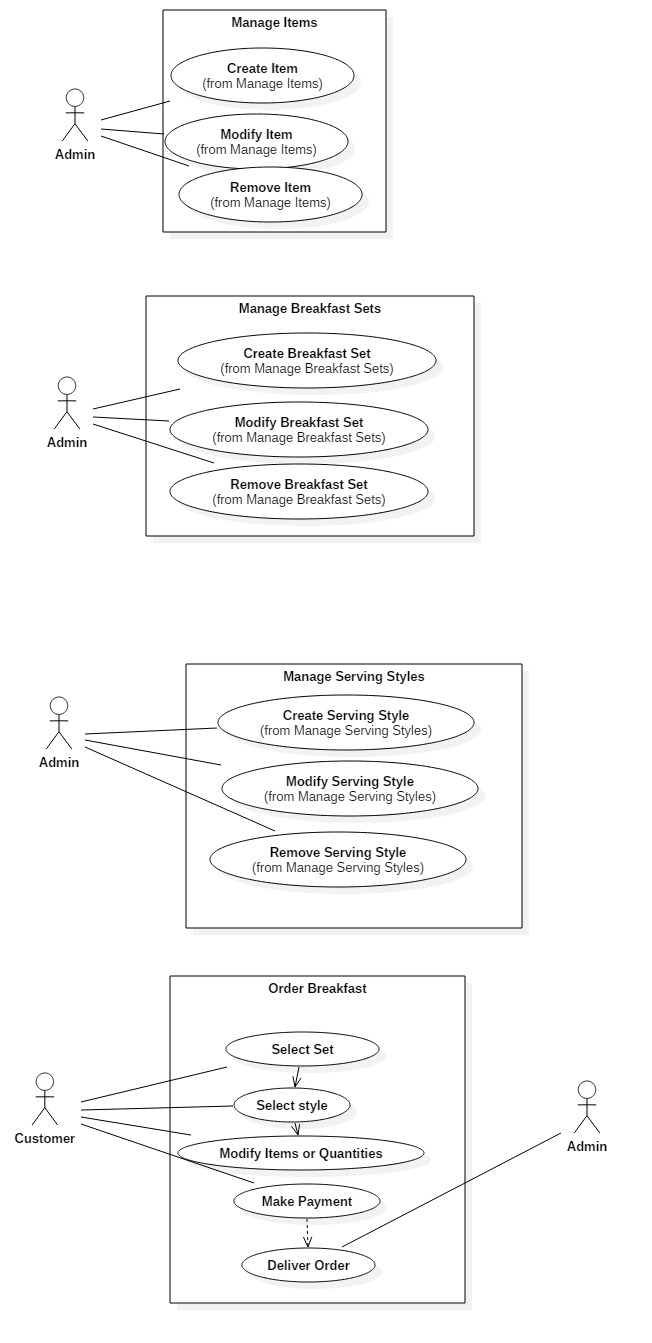 Manage Items
Create Item
(from Manage Items)
Modify Item
(from Manage Items)
Admin
Remove Item
(from Manage Items)
Manage Breakfast Sets
Create Breakfast Set
(from Manage Breakfast Sets)
Modify Breakfast Set
(from Manage Breakfast Sets)
Admin
Remove Breakfast Set
(from Manage Breakfast Sets)
Manage Serving Styles
Create Serving Style
(from Manage Serving Styles)
Admin
Modify Serving Style
(from Manage Serving Styles)
Remove Serving Style
(from Manage Serving Styles)
Order Breakfast
Select Set
Select style
Customer
Admin
Modify Items or Quantities
Make Payment
Deliver Order